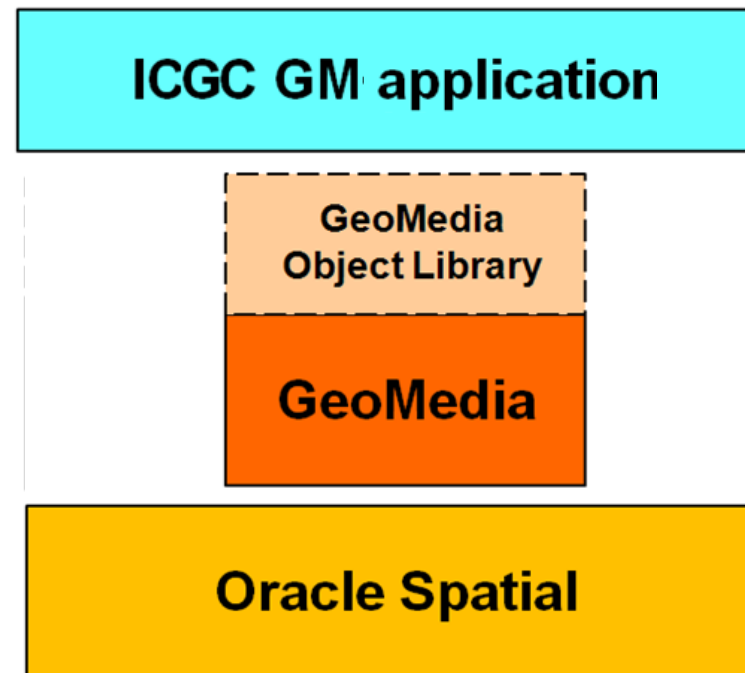 ICGC GM application
GeoMedia
Object Library
GeoMedia
Oracle Spatial